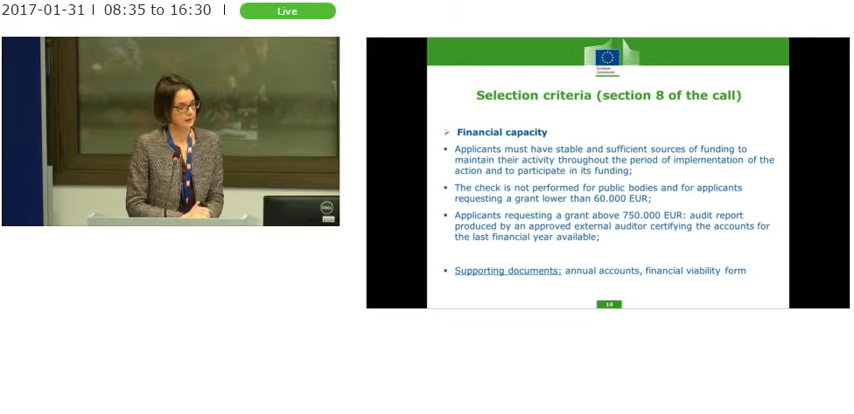 2017-01-31 I 08:35 to 16:30 I Live
DELL
European
Commission
Selection criteria (section 8 of the call)
➢ Financial capacity
▪ Applicants must have stable and sufficient sources of funding to
maintain their activity throughout the period of implementation of the
action and to participate in its funding;
▪ The check is not performed for public bodies and for applicants
requesting a grant lower than 60.000 EUR;
▪ Applicants requesting a grant above 750.000 EUR: audit report
produced by an approved external auditor certifying the accounts for
the last financial year available;
▪ Supporting documents: annual accounts, financial viability form
14